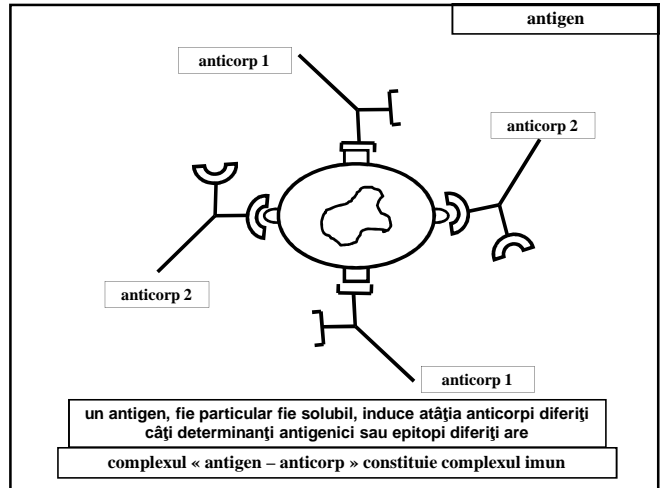 antigen
anticorp 1
anticorp 2
anticorp 2
anticorp 1
un antigen, fie particular fie solubil, induce atâţia anticorpi diferiţi
câţi determinanţi antigenici sau epitopi diferiţi are
complexul « antigen – anticorp » constituie complexul imun